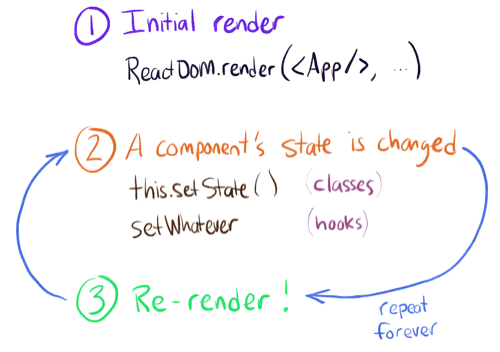 1 Initial render
ReactDOM.render(<App/>, ...)
2 A component's state is changed
this.setState() (classes)
setWhatever (hooks)
3 Re-render!
repeat
forever